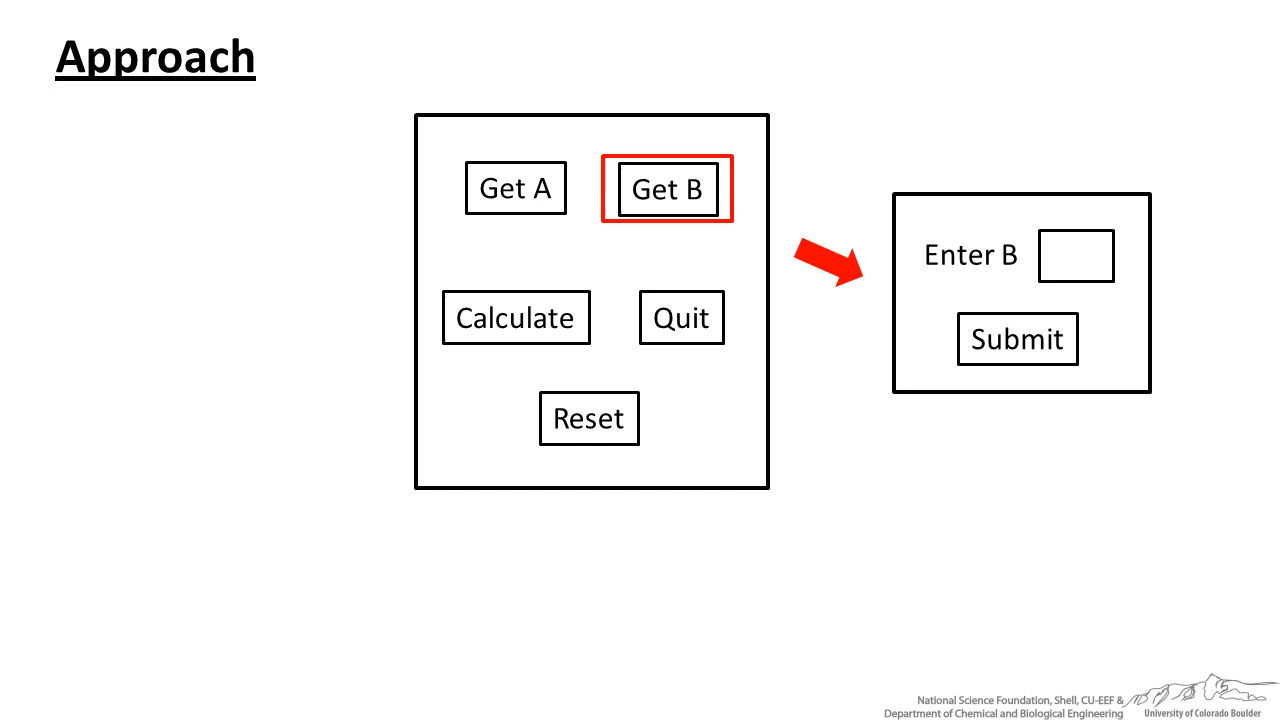 Approach
Get A
Get B
Enter B
Calculate
Quit
Submit
Reset
National Science Foundation, Shell, CU-EEF &
Department of Chemical and Biological Engineering
University of Colorado Boulder